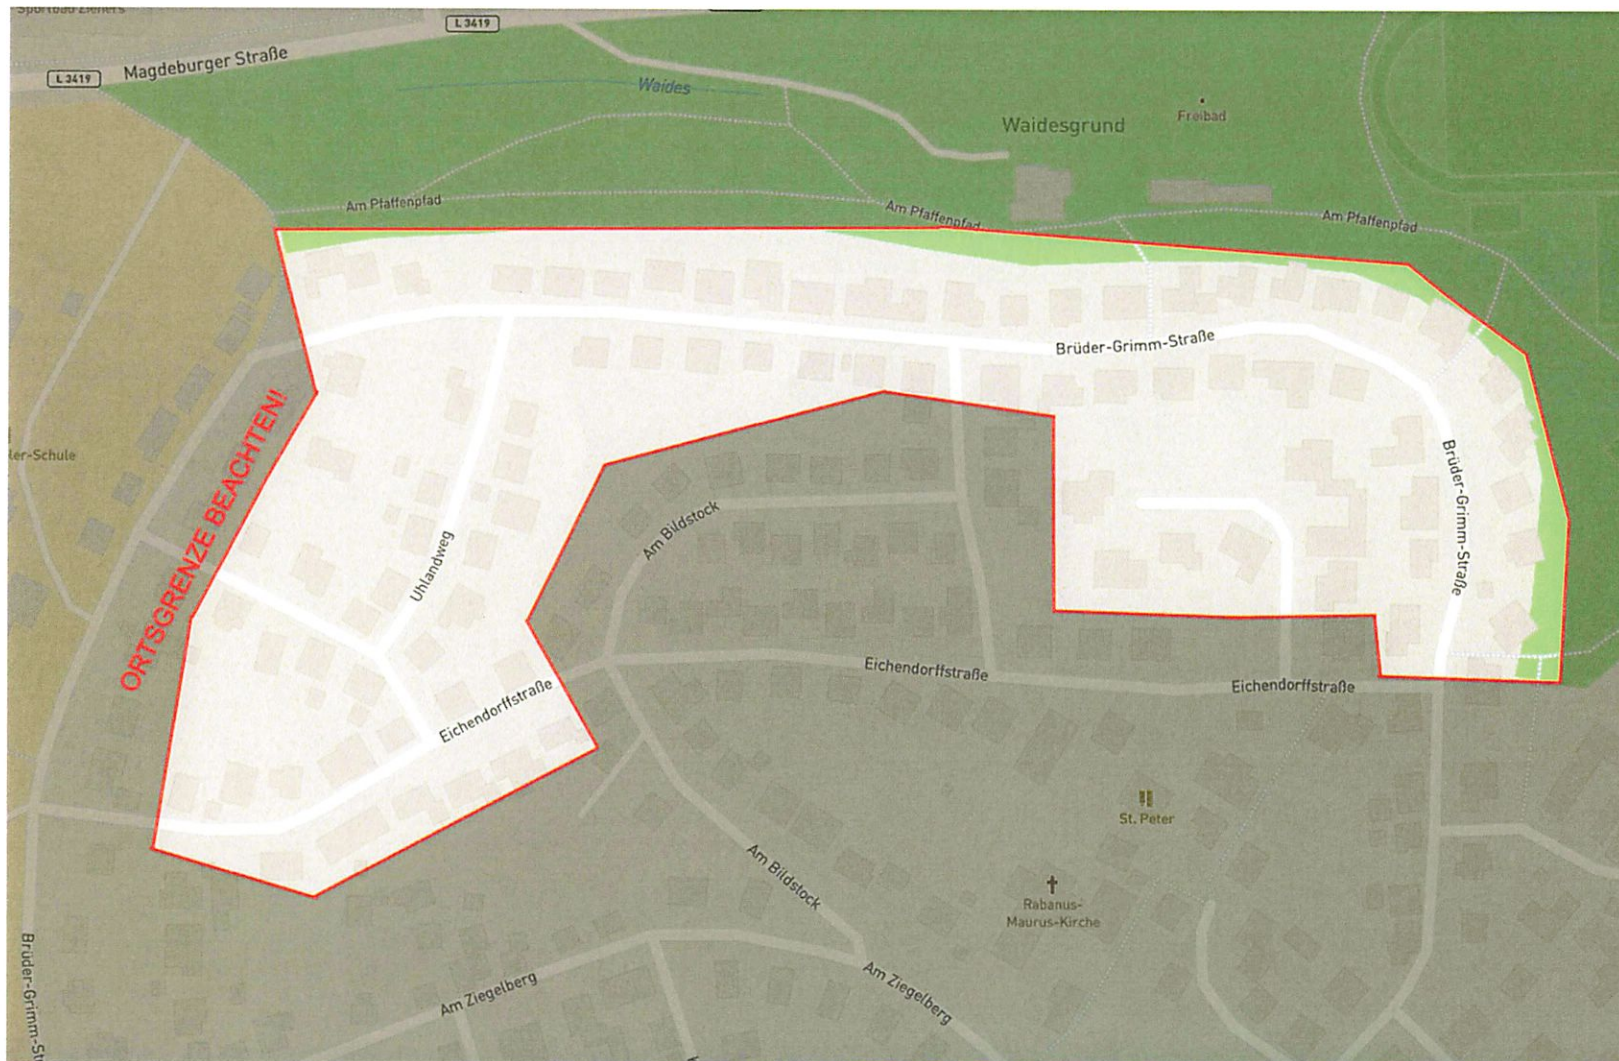 Sportbad Ziehers
L 3419
L 3419
Magdeburger Straße
Waides
Waidesgrund
Freibad
Am Pfaffenpfad
Am Pfaffenpfad
Am Pfaffenpfad
Brüder-Grimm-Straße
ORTSGRENZE BEACHTEN!
ler-Schule
Brüder-Grimm-Straße
Am Bildstock
Uhlandweg
Eichendorffstraße
Eichendorffstraße
Eichendorffstraße
St. Peter
Am Bildstock
Rabanus-
Maurus-Kirche
Brüder-Grimm-St
Am Ziegelberg
Am Ziegelberg